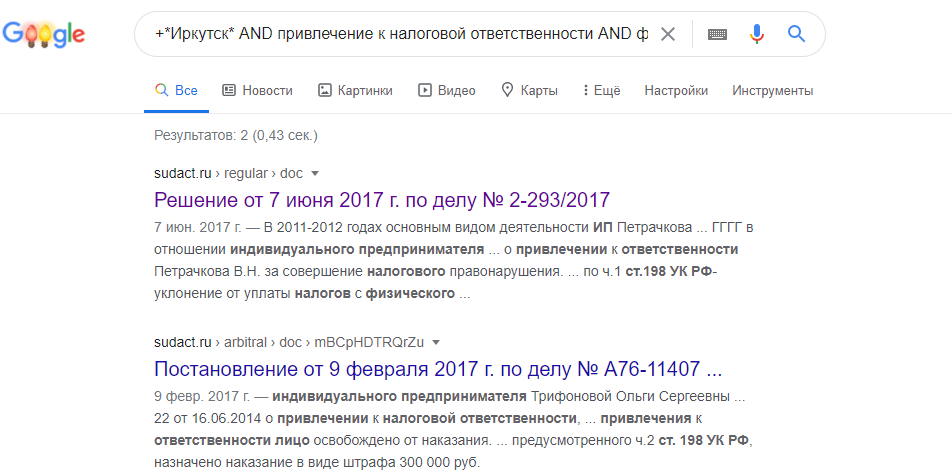 Google
+*Иркутск* AND привлечение к налоговой ответственности AND ф
Все Новости Картинки Видео Карты Ещё Настройки Инструменты
Результатов: 2 (0,43 сек.)
sudact.ru › regular › doc
Решение от 7 июня 2017 г. по делу № 2-293/2017
7 июн. 2017 г. — В 2011-2012 годах основным видом деятельности ИП Петрачкова ... ГГГГ в
отношении индивидуального предпринимателя ... о привлечении к ответственности
Петрачкова В.Н. за совершение налогового правонарушения. ... по ч.1 ст.198 УК РФ-
уклонение от уплаты налогов с физического ...
sudact.ru › arbitral › doc › mBCpHDTRQrZu
Постановление от 9 февраля 2017 г. по делу № А76-11407 ...
9 февр. 2017 г. — индивидуального предпринимателя Трифоновой Ольги Сергеевны ...
22 от 16.06.2014 о привлечении к налоговой ответственности, ... привлечения к
ответственности лицо освобождено от наказания. ... предусмотренного ч.2 ст. 198 УК РФ,
назначено наказание в виде штрафа 300 000 руб.